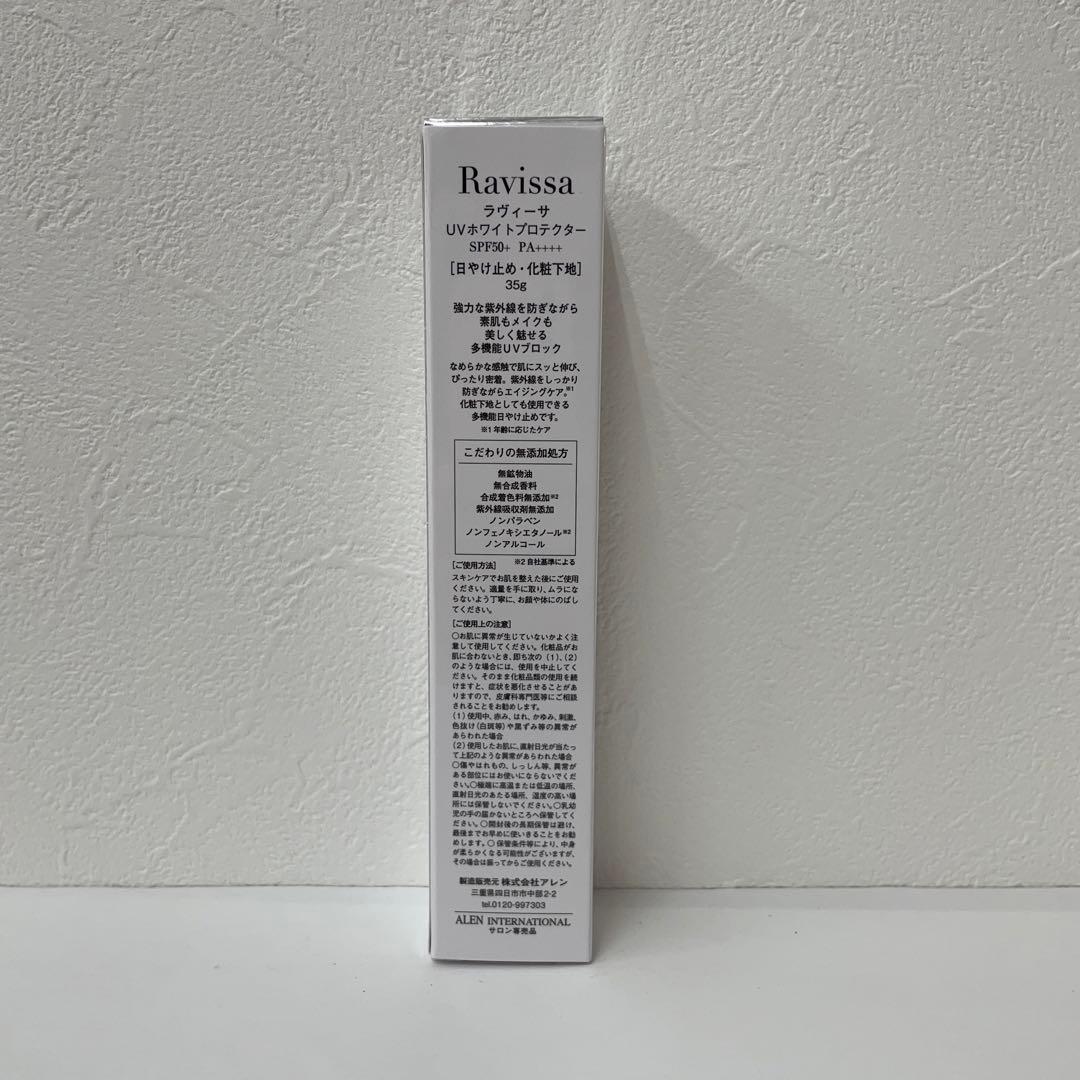 Ravissa
ラヴィーサ
UVホワイトプロテクター
SPF50+ PA++++
［日やけ止め・化粧下地］
35g
強力な紫外線を防ぎながら
素肌もメイクも
美しく魅せる
多機能UVブロック
なめらかな感触で肌にスッと伸び、
ぴったり密着。紫外線をしっかり
防ぎながらエイジングケア。※1
化粧下地としても使用できる
多機能日やけ止めです。
※1 年齢に応じたケア
こだわりの無添加処方
無鉱物油
無合成香料
合成着色料無添加※2
紫外線吸収剤無添加
ノンパラベン
ノンフェノキシエタノール※2
ノンアルコール
※2 自社基準による
［ご使用方法］
スキンケアでお肌を整えた後にご使用
ください。適量を手に取り、ムラにな
らないよう丁寧に、お顔や体にのばし
てください。
［ご使用上の注意］
○お肌に異常が生じていないかよく注
意して使用してください。化粧品がお
肌に合わないとき、即ち次の（1）、（2）
のような場合には、使用を中止してく
ださい。そのまま化粧品類の使用を続
けますと、症状を悪化させることがあ
りますので、皮膚科専門医等にご相談
されることをお勧めします。
（1）使用中、赤み、はれ、かゆみ、刺激、
色抜け（白斑等）や黒ずみ等の異常が
あらわれた場合
（2）使用したお肌に、直射日光が当たっ
て上記のような異常があらわれた場合
○傷やはれもの、しっしん等、異常が
ある部位にはお使いにならないでくだ
さい。○極端に高温または低温の場所、
直射日光のあたる場所、湿度の高い場
所には保管しないでください。○乳幼
児の手の届かないところへ保管してく
ださい。○開封後の長期保管は避け、
最後までお早めに使いきることをお勧
めします。○保管条件等により、中身
が柔らかくなる可能性がございますが、
その場合は振ってからご使用ください。
製造販売元 株式会社アレン
三重県四日市市中部2-2
tel.0120-997303
ALEN INTERNATIONAL
サロン専売品